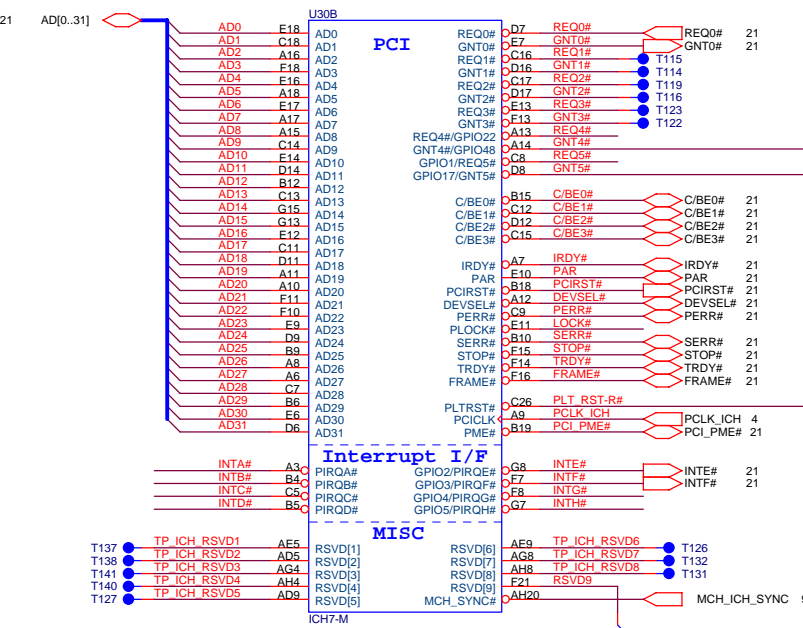 21 AD[0..31]
U30B
PCI
AD0 E18 AD0 REQ0# D7 REQ0# REQ0# 21
AD1 C18 AD1 GNT0# E7 GNT0# GNT0# 21
AD2 A16 AD2 REQ1# C16 REQ1# T115
AD3 F18 AD3 GNT1# D16 GNT1# T114
AD4 E16 AD4 REQ2# C17 REQ2# T119
AD5 A18 AD5 GNT2# D17 GNT2# T116
AD6 E17 AD6 REQ3# E13 REQ3# T123
AD7 A17 AD7 GNT3# F13 GNT3# T122
AD8 A15 AD8 REQ4#/GPIO22 A13 REQ4#
AD9 C14 AD9 GNT4#/GPIO48 A14 GNT4#
AD10 E14 AD10 GPIO1/REQ5# C8 REQ5#
AD11 D14 AD11 GPIO17/GNT5# D8 GNT5#
AD12 B12 AD12
AD13 C13 AD13 C/BE0# B15 C/BE0# C/BE0# 21
AD14 G15 AD14 C/BE1# C12 C/BE1# C/BE1# 21
AD15 G13 AD15 C/BE2# D12 C/BE2# C/BE2# 21
AD16 E12 AD16 C/BE3# C15 C/BE3# C/BE3# 21
AD17 C11 AD17
AD18 D11 AD18 IRDY# A7 IRDY# IRDY# 21
AD19 A11 AD19 PAR E10 PAR PAR 21
AD20 A10 AD20 PCIRST# B18 PCIRST# PCIRST# 21
AD21 F11 AD21 DEVSEL# A12 DEVSEL# DEVSEL# 21
AD22 F10 AD22 PERR# C9 PERR# PERR# 21
AD23 E9 AD23 PLOCK# E11 LOCK#
AD24 D9 AD24 SERR# B10 SERR# SERR# 21
AD25 B9 AD25 STOP# F15 STOP# STOP# 21
AD26 A8 AD26 TRDY# F14 TRDY# TRDY# 21
AD27 A6 AD27 FRAME# F16 FRAME# FRAME# 21
AD28 C7 AD28
AD29 B6 AD29 PLTRST# C26 PLT_RST-R#
AD30 E6 AD30 PCICLK A9 PCLK_ICH PCLK_ICH 4
AD31 D6 AD31 PME# B19 PCI_PME# PCI_PME# 21
Interrupt I/F
INTA# A3 PIRQA# GPIO2/PIRQE# G8 INTE# INTE# 21
INTB# B4 PIRQB# GPIO3/PIRQF# F7 INTF# INTF# 21
INTC# C5 PIRQC# GPIO4/PIRQG# F8 INTG#
INTD# B5 PIRQD# GPIO5/PIRQH# G7 INTH#
MISC
T137 TP_ICH_RSVD1 AE5 RSVD[1] RSVD[6] AE9 TP_ICH_RSVD6 T126
T138 TP_ICH_RSVD2 AD5 RSVD[2] RSVD[7] AG8 TP_ICH_RSVD7 T132
T141 TP_ICH_RSVD3 AG4 RSVD[3] RSVD[8] AH8 TP_ICH_RSVD8 T131
T140 TP_ICH_RSVD4 AH4 RSVD[4] RSVD[9] F21 RSVD9
T127 TP_ICH_RSVD5 AD9 RSVD[5] MCH_SYNC# AH20 MCH_ICH_SYNC
ICH7-M